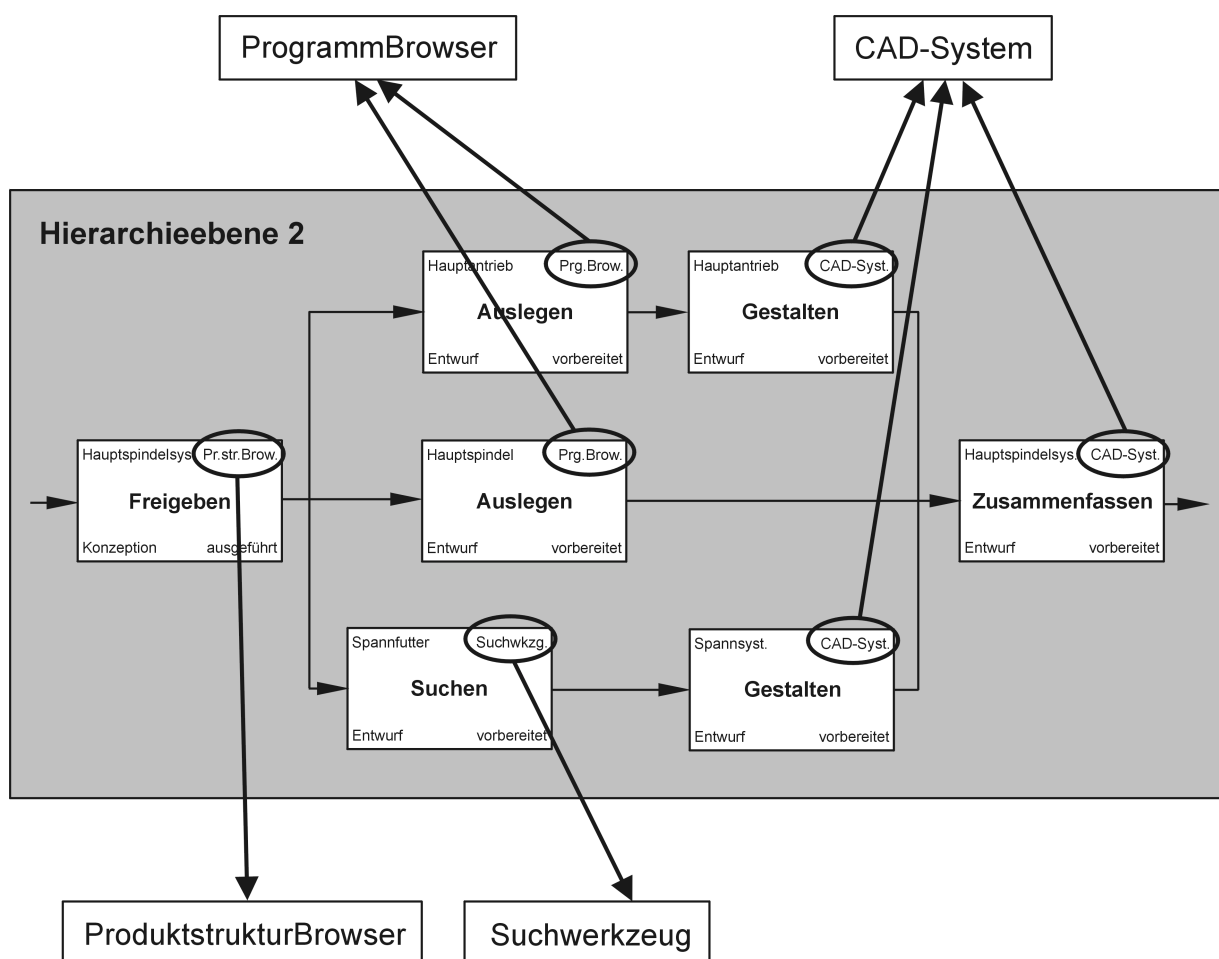 ProgrammBrowser
CAD-System
Hierarchieebene 2
Hauptantrieb Prg.Brow.
Auslegen
Entwurf vorbereitet
Hauptantrieb CAD-Syst.
Gestalten
Entwurf vorbereitet
Hauptspindelsys. Pr.str.Brow.
Freigeben
Konzeption ausgeführt
Hauptspindel Prg.Brow.
Auslegen
Entwurf vorbereitet
Hauptspindelsys. CAD-Syst.
Zusammenfassen
Entwurf vorbereitet
Spannfutter Suchwkzg.
Suchen
Entwurf vorbereitet
Spannsyst. CAD-Syst.
Gestalten
Entwurf vorbereitet
ProduktstrukturBrowser
Suchwerkzeug